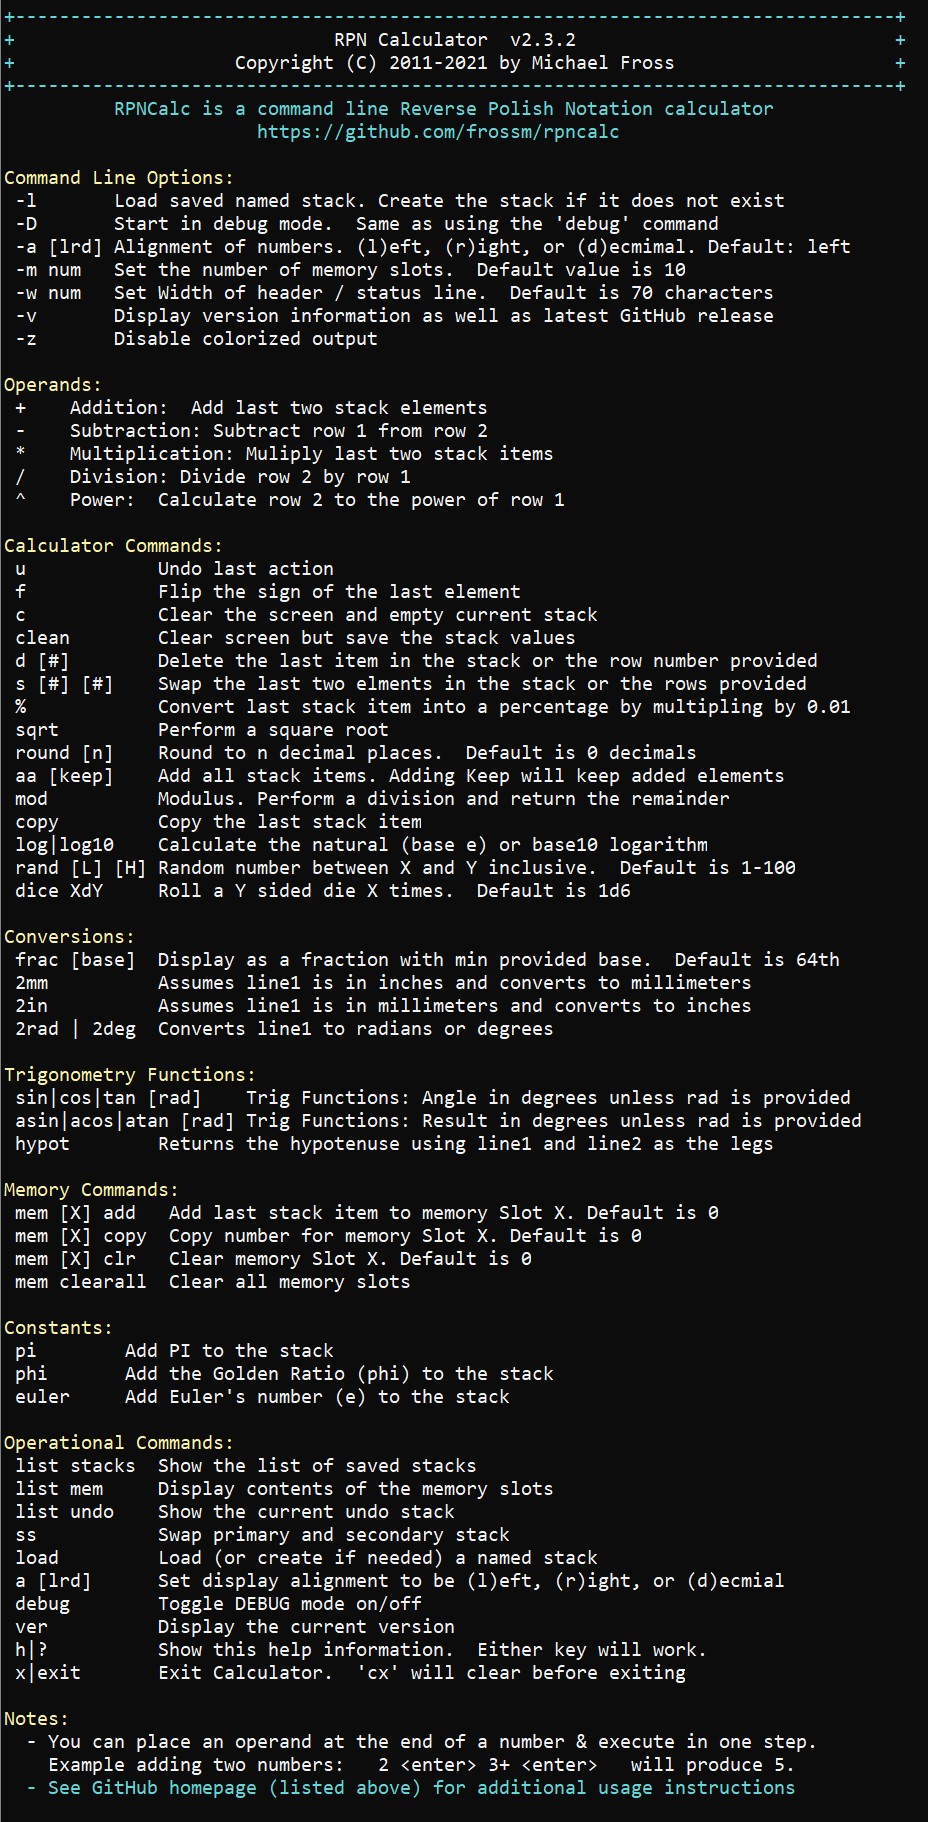 +--------------------------------------------------------------------------------+
+                             RPN Calculator  v2.3.2                             +
+                    Copyright (C) 2011-2021 by Michael Fross                    +
+--------------------------------------------------------------------------------+
          RPNCalc is a command line Reverse Polish Notation calculator
                       https://github.com/frossm/rpncalc

Command Line Options:
 -l       Load saved named stack. Create the stack if it does not exist
 -D       Start in debug mode.  Same as using the 'debug' command
 -a [lrd] Alignment of numbers. (l)eft, (r)ight, or (d)ecmimal. Default: left
 -m num   Set the number of memory slots.  Default value is 10
 -w num   Set Width of header / status line.  Default is 70 characters
 -v       Display version information as well as latest GitHub release
 -z       Disable colorized output

Operands:
 +    Addition:  Add last two stack elements
 -    Subtraction: Subtract row 1 from row 2
 *    Multiplication: Muliply last two stack items
 /    Division: Divide row 2 by row 1
 ^    Power:  Calculate row 2 to the power of row 1

Calculator Commands:
 u            Undo last action
 f            Flip the sign of the last element
 c            Clear the screen and empty current stack
 clean        Clear screen but save the stack values
 d [#]        Delete the last item in the stack or the row number provided
 s [#] [#]    Swap the last two elments in the stack or the rows provided
 %            Convert last stack item into a percentage by multipling by 0.01
 sqrt         Perform a square root
 round [n]    Round to n decimal places.  Default is 0 decimals
 aa [keep]    Add all stack items. Adding Keep will keep added elements
 mod          Modulus. Perform a division and return the remainder
 copy         Copy the last stack item
 log|log10    Calculate the natural (base e) or base10 logarithm
 rand [L] [H] Random number between X and Y inclusive.  Default is 1-100
 dice XdY     Roll a Y sided die X times.  Default is 1d6

Conversions:
 frac [base]  Display as a fraction with min provided base.  Default is 64th
 2mm          Assumes line1 is in inches and converts to millimeters
 2in          Assumes line1 is in millimeters and converts to inches
 2rad | 2deg  Converts line1 to radians or degrees

Trigonometry Functions:
 sin|cos|tan [rad]    Trig Functions: Angle in degrees unless rad is provided
 asin|acos|atan [rad] Trig Functions: Result in degrees unless rad is provided
 hypot        Returns the hypotenuse using line1 and line2 as the legs

Memory Commands:
 mem [X] add   Add last stack item to memory Slot X. Default is 0
 mem [X] copy  Copy number for memory Slot X. Default is 0
 mem [X] clr   Clear memory Slot X. Default is 0
 mem clearall  Clear all memory slots

Constants:
 pi        Add PI to the stack
 phi       Add the Golden Ratio (phi) to the stack
 euler     Add Euler's number (e) to the stack

Operational Commands:
 list stacks  Show the list of saved stacks
 list mem     Display contents of the memory slots
 list undo    Show the current undo stack
 ss           Swap primary and secondary stack
 load         Load (or create if needed) a named stack
 a [lrd]      Set display alignment to be (l)eft, (r)ight, or (d)ecmial
 debug        Toggle DEBUG mode on/off
 ver          Display the current version
 h|?          Show this help information.  Either key will work.
 x|exit       Exit Calculator.  'cx' will clear before exiting

Notes:
  - You can place an operand at the end of a number & execute in one step.
    Example adding two numbers:   2 <enter> 3+ <enter>   will produce 5.
  - See GitHub homepage (listed above) for additional usage instructions